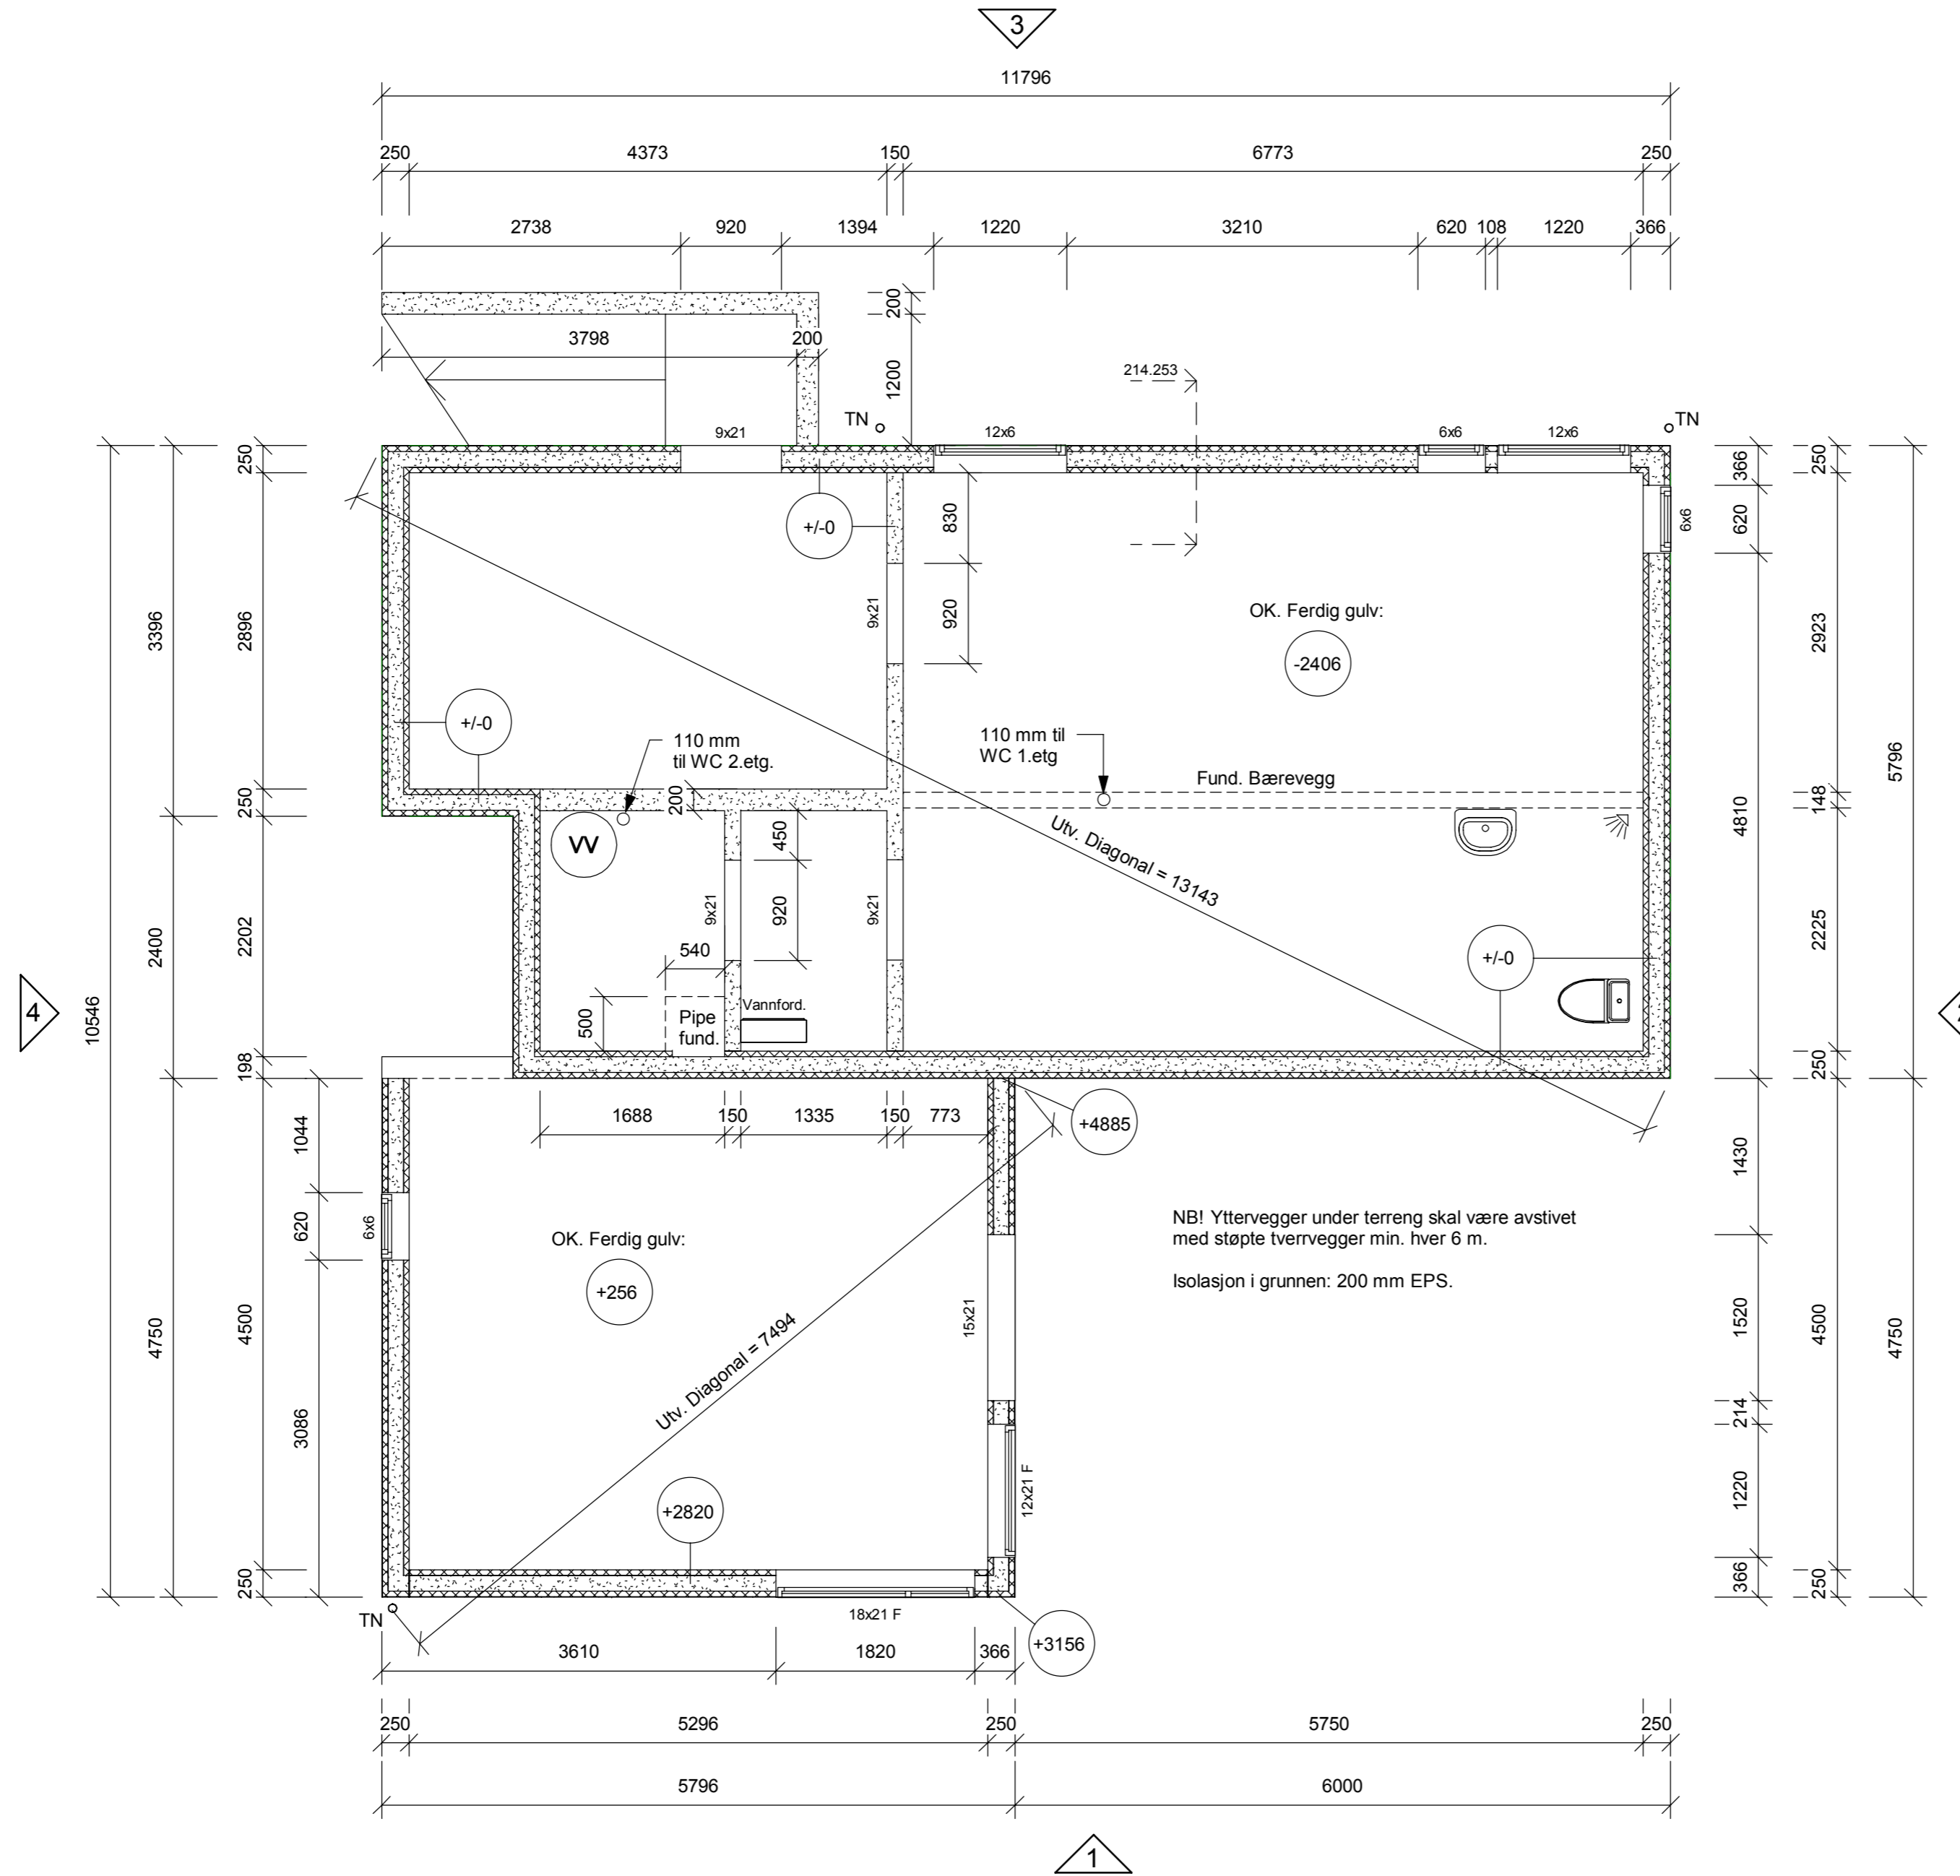 3
11796
250 4373 150 6773 250
2738 920 1394 1220 3210 620 108 1220 366
200
3798 200
1200
214.253
TN TN
9x21 12x6 6x6 12x6
250 366 250
+/-0 830 620 6x6
9x21 920
OK. Ferdig gulv:
-2406
3396 2896 2923
+/-0
110 mm
til WC 2.etg.
110 mm til
WC 1.etg
Fund. Bærevegg
5796
250 200 148
4810
VV
450
Utv. Diagonal = 13143
9x21 920 9x21
2400 2202 2225
540
+/-0
4
10546
500
Pipe
fund.
Vannford.
198 250
1688 150 1335 150 773
+4885
1044 1430
NB! Yttervegger under terreng skal være avstivet
med støpte tverrvegger min. hver 6 m.
Isolasjon i grunnen: 200 mm EPS.
620 6x6
OK. Ferdig gulv:
+256
15x21 1520
4750 4500 4500 4750
Utv. Diagonal = 7494
3086
214
+2820
12x21 F 1220
250 366 250
TN
18x21 F
+3156
3610 1820 366
250 5296 250 5750 250
5796 6000
1